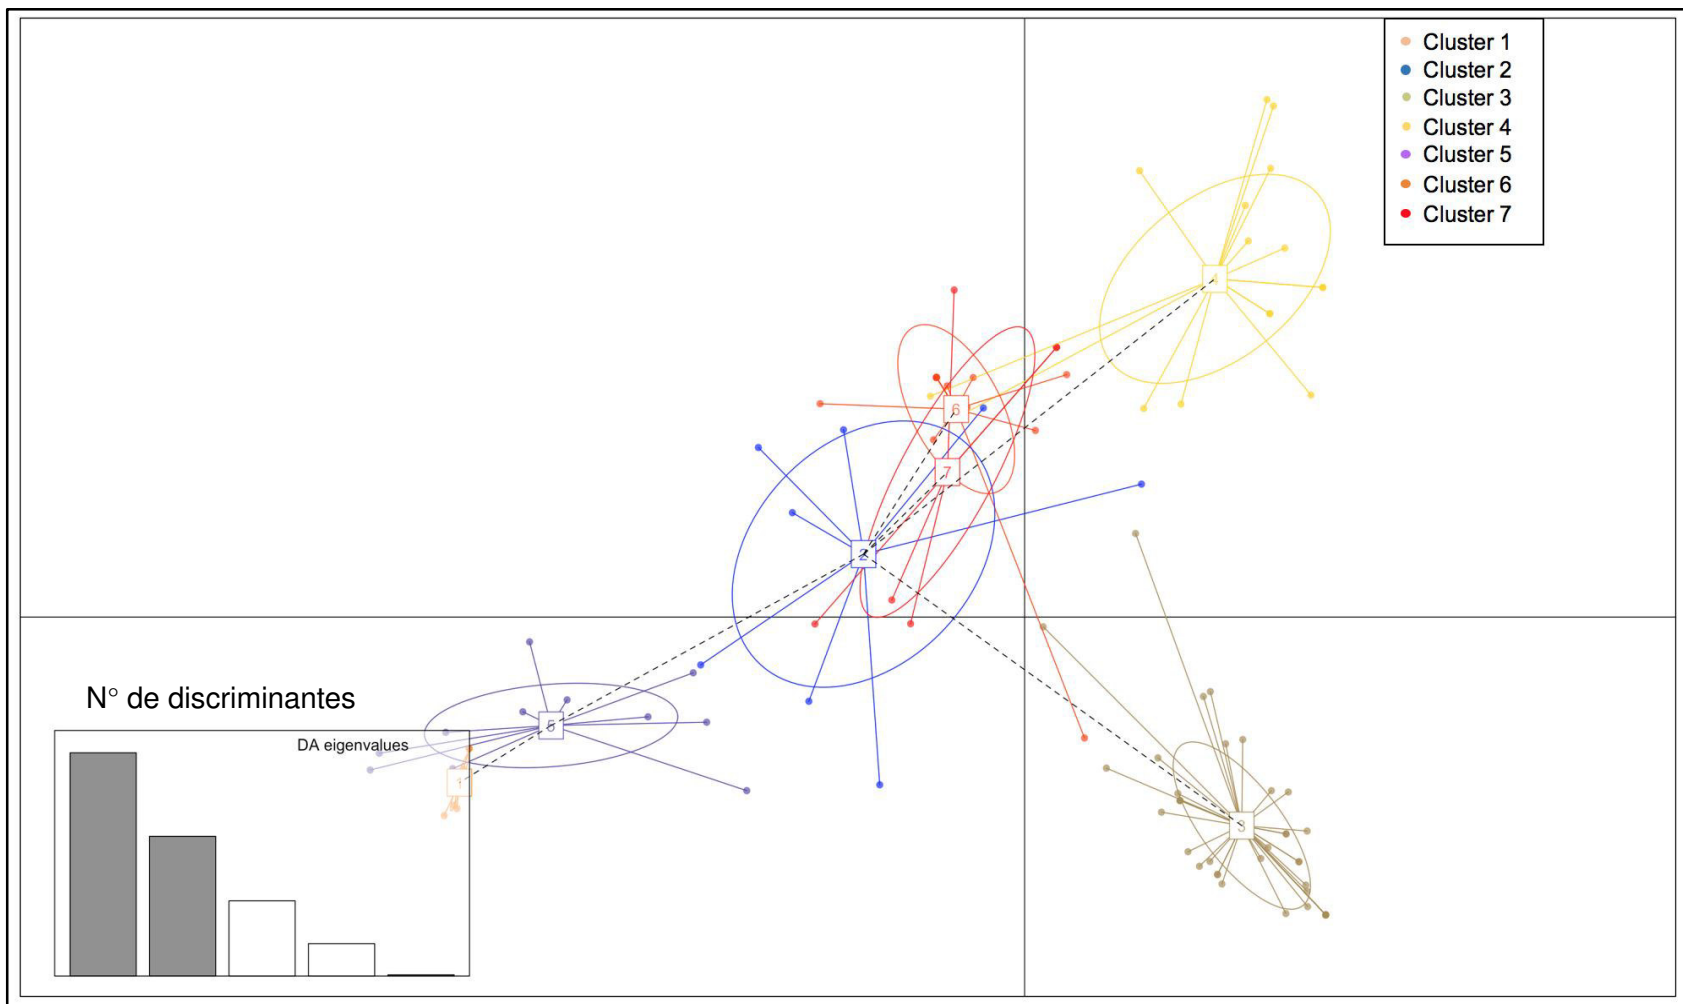 Cluster 1
Cluster 2
Cluster 3
Cluster 4
Cluster 5
Cluster 6
Cluster 7
4
6
7
2
5
1
3
N° de discriminantes
DA eigenvalues